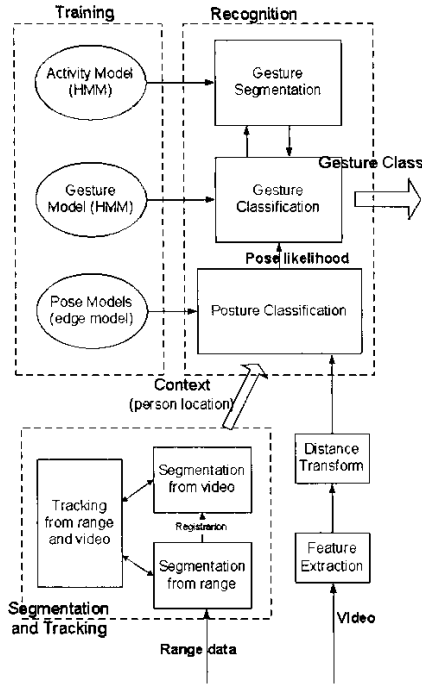 Training
Recognition
Activity Model
(HMM)
Gesture
Segmentation
Gesture Class
Gesture
Model (HMM)
Gesture
Classification
Pose likelihood
Pose Models
(edge model)
Posture Classification
Context
(person location)
Distance
Transform
Tracking
from range
and video
Segmentation
from video
Registration
Segmentation
from range
Feature
Extraction
Segmentation
and Tracking
Range data
Video